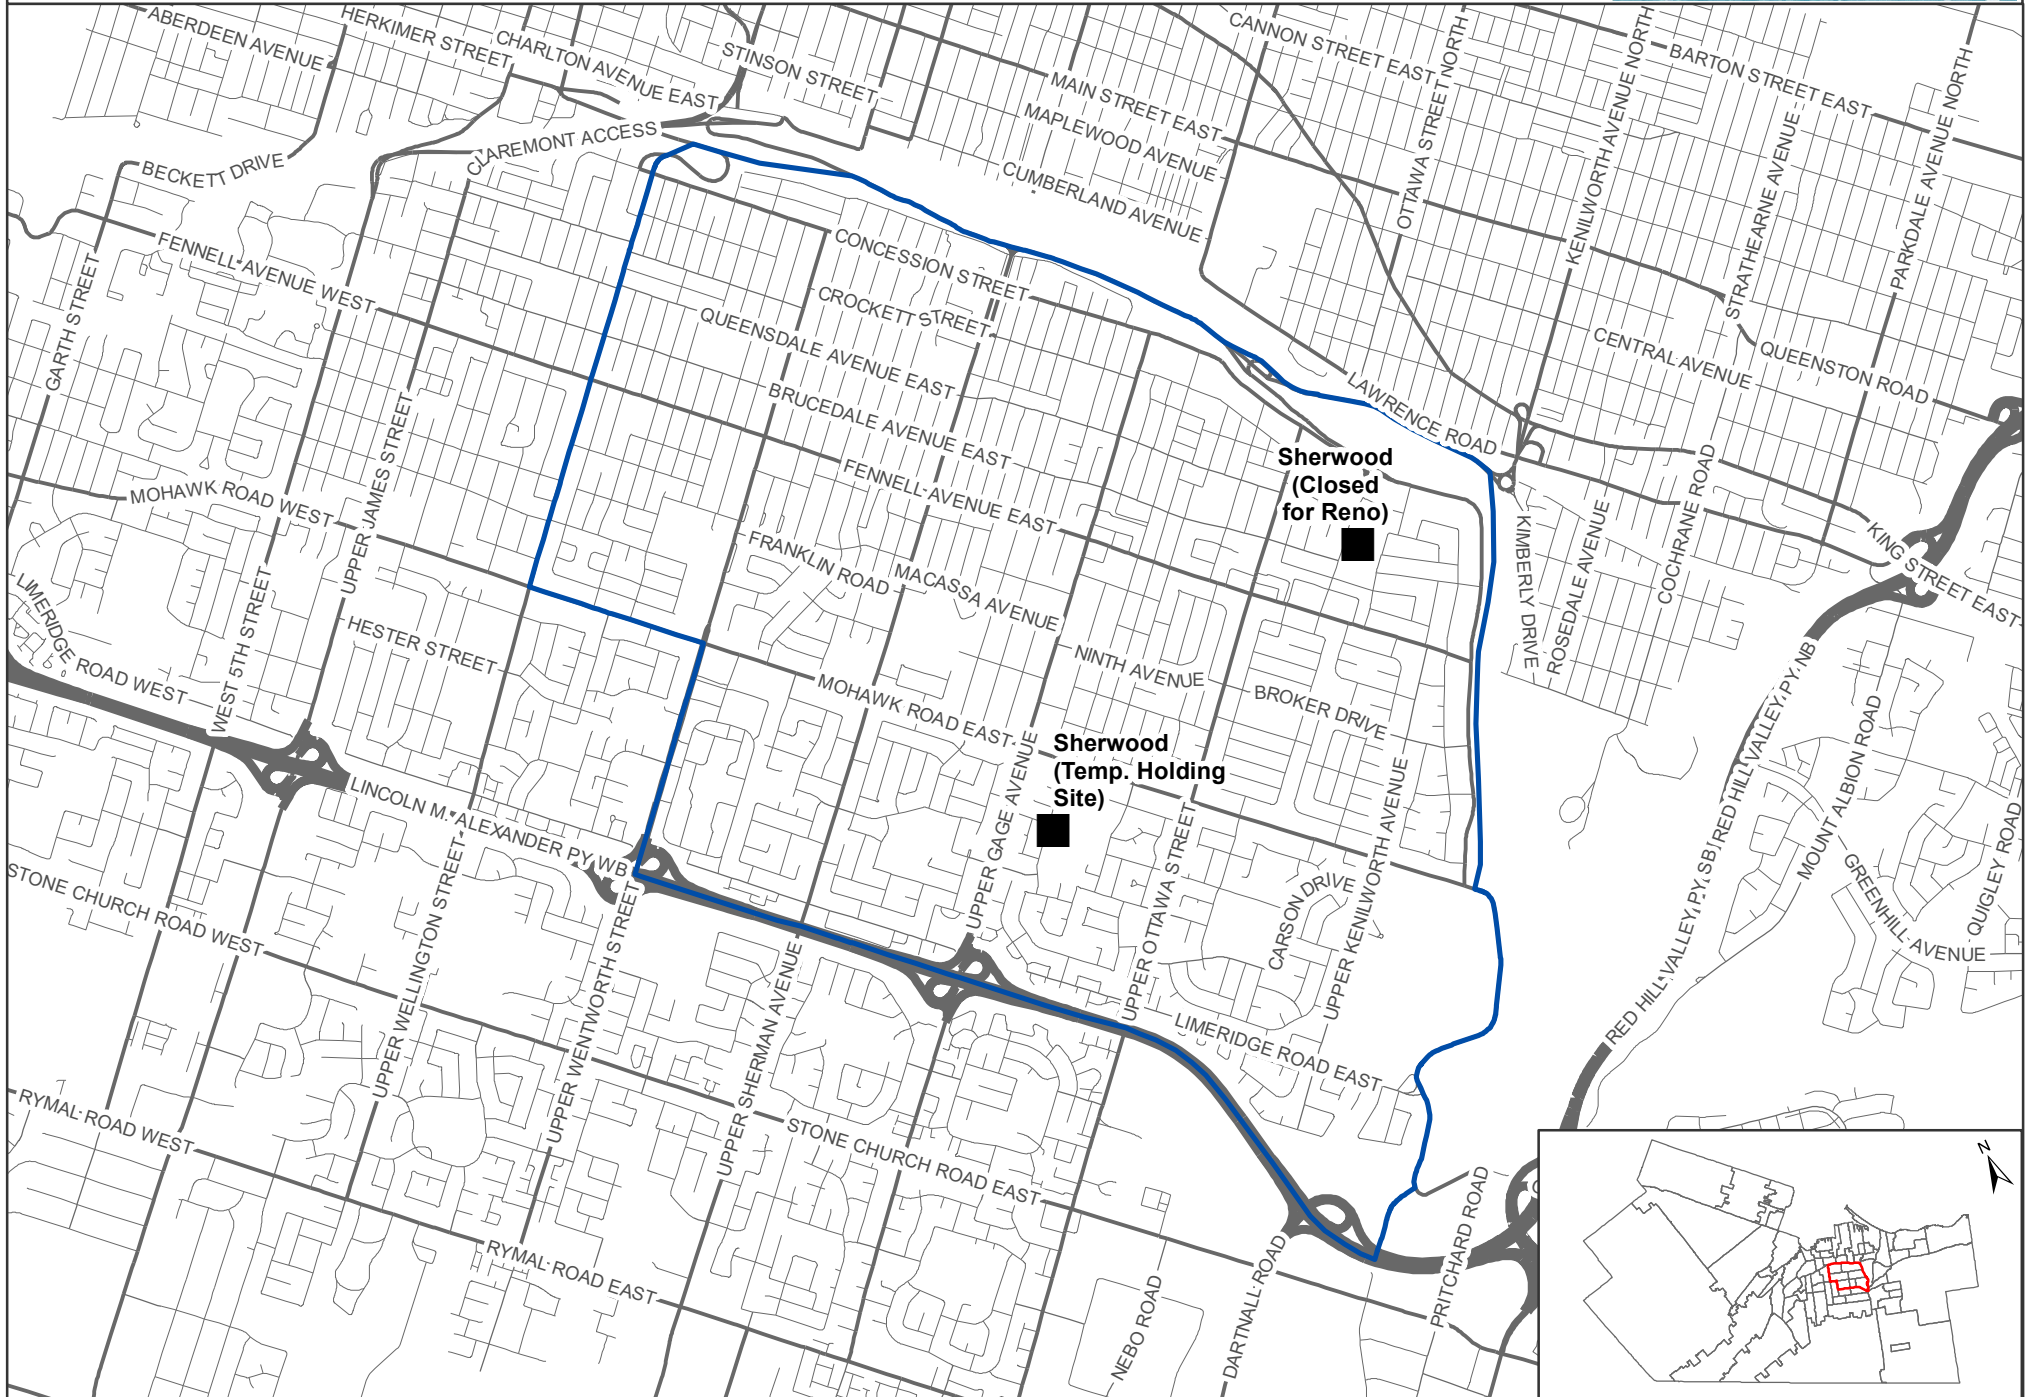 ABERDEEN AVENUE
HERKIMER STREET
CHARLTON AVENUE EAST
STINSON STREET
CANNON STREET EAST
BARTON STREET EAST
MAIN STREET EAST
MAPLEWOOD AVENUE
CUMBERLAND AVENUE
OTTAWA STREET NORTH
KENILWORTH AVENUE NORTH
STRATHEARNE AVENUE
PARKDALE AVENUE NORTH
CLAREMONT ACCESS
BECKETT DRIVE
FENNELL AVENUE WEST
GARTH STREET
CONCESSION STREET
CROCKETT STREET
QUEENSDALE AVENUE EAST
BRUCEDALE AVENUE EAST
FENNELL AVENUE EAST
CENTRAL AVENUE
QUEENSTON ROAD
LAWRENCE ROAD
Sherwood
(Closed
for Reno)
UPPER JAMES STREET
MOHAWK ROAD WEST
FRANKLIN ROAD
MACASSA AVENUE
KIMBERLY DRIVE
ROSEDALE AVENUE
COCHRANE ROAD
KING STREET EAST
LIMERIDGE ROAD WEST
WEST 5TH STREET
HESTER STREET
NINTH AVENUE
BROKER DRIVE
MOHAWK ROAD EAST
Sherwood
(Temp. Holding
Site)
UPPER GAGE AVENUE
UPPER OTTAWA STREET
UPPER KENILWORTH AVENUE
CARSON DRIVE
RED HILL VALLEY PY SB
RED HILL VALLEY PY NB
MOUNT ALBION ROAD
GREENHILL AVENUE
QUIGLEY ROAD
LINCOLN M. ALEXANDER PY WB
STONE CHURCH ROAD WEST
UPPER WELLINGTON STREET
UPPER WENTWORTH STREET
UPPER SHERMAN AVENUE
LIMERIDGE ROAD EAST
RYMAL ROAD WEST
STONE CHURCH ROAD EAST
RYMAL ROAD EAST
NEBO ROAD
DARTNALL ROAD
PRITCHARD ROAD
N